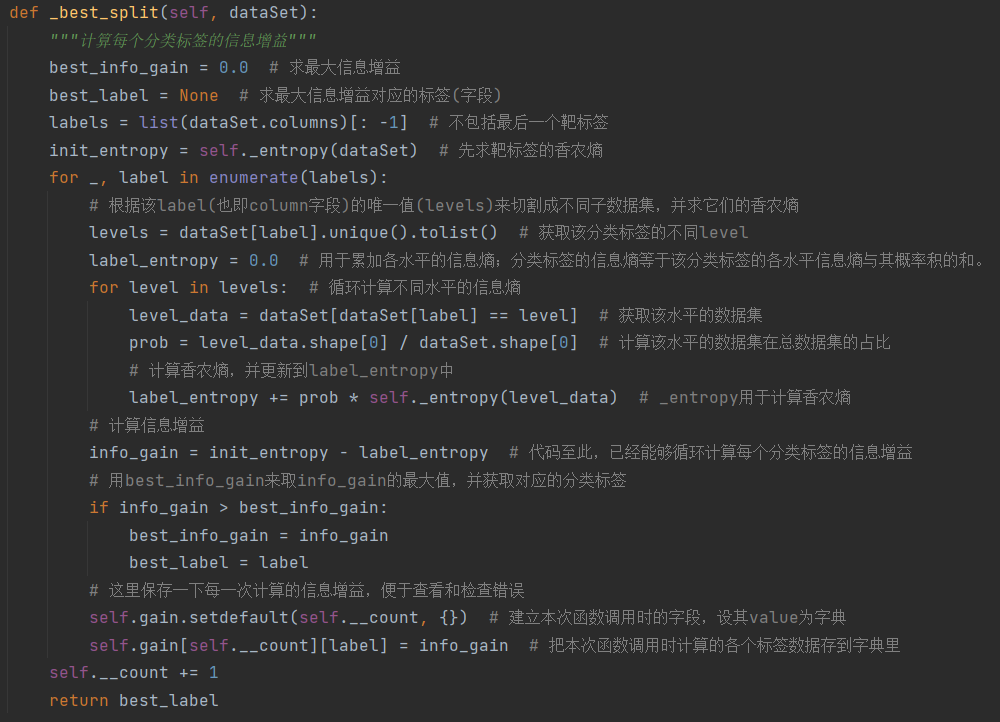 def _best_split(self, dataSet):
    """计算每个分类标签的信息增益"""
    best_info_gain = 0.0  # 求最大信息增益
    best_label = None  # 求最大信息增益对应的标签(字段)
    labels = list(dataSet.columns)[: -1]  # 不包括最后一个靶标签
    init_entropy = self._entropy(dataSet)  # 先求靶标签的香农熵
    for _, label in enumerate(labels):
        # 根据该label(也即column字段)的唯一值(levels)来切割成不同子数据集，并求它们的香农熵
        levels = dataSet[label].unique().tolist()  # 获取该分类标签的不同level
        label_entropy = 0.0  # 用于累加各水平的信息熵；分类标签的信息熵等于该分类标签的各水平信息熵与其概率积的和。
        for level in levels:  # 循环计算不同水平的信息熵
            level_data = dataSet[dataSet[label] == level]  # 获取该水平的数据集
            prob = level_data.shape[0] / dataSet.shape[0]  # 计算该水平的数据集在总数据集的占比
            # 计算香农熵，并更新到label_entropy中
            label_entropy += prob * self._entropy(level_data)  # _entropy用于计算香农熵
        # 计算信息增益
        info_gain = init_entropy - label_entropy  # 代码至此，已经能够循环计算每个分类标签的信息增益
        # 用best_info_gain来取info_gain的最大值，并获取对应的分类标签
        if info_gain > best_info_gain:
            best_info_gain = info_gain
            best_label = label
        # 这里保存一下每一次计算的信息增益，便于查看和检查错误
        self.gain.setdefault(self.__count, {})  # 建立本次函数调用时的字段，设其value为字典
        self.gain[self.__count][label] = info_gain  # 把本次函数调用时计算的各个标签数据存到字典里
    self.__count += 1
    return best_label